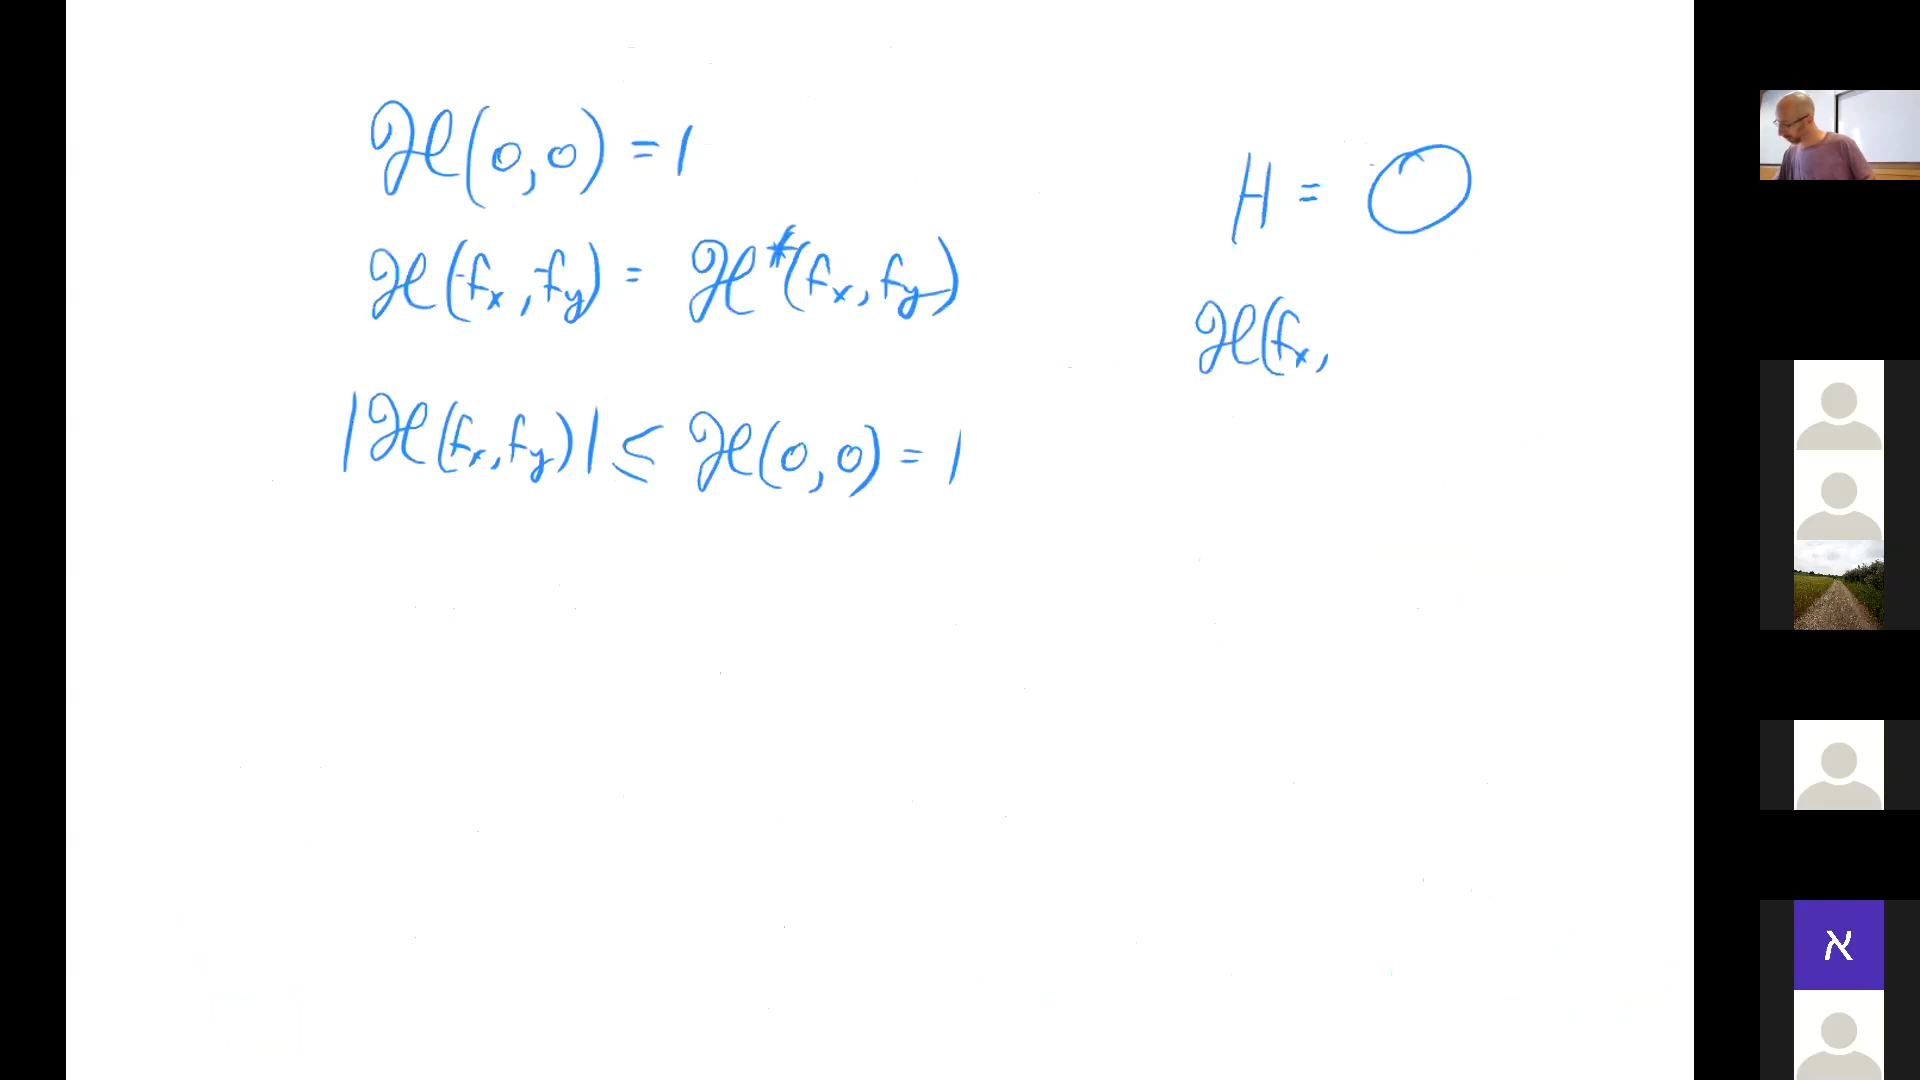 ℋ(0,0) = 1
ℋ(-fx,-fy) = ℋ*(fx,fy)
|ℋ(fx,fy)| ≤ ℋ(0,0) = 1
H = ◯
ℋ(fx,
א